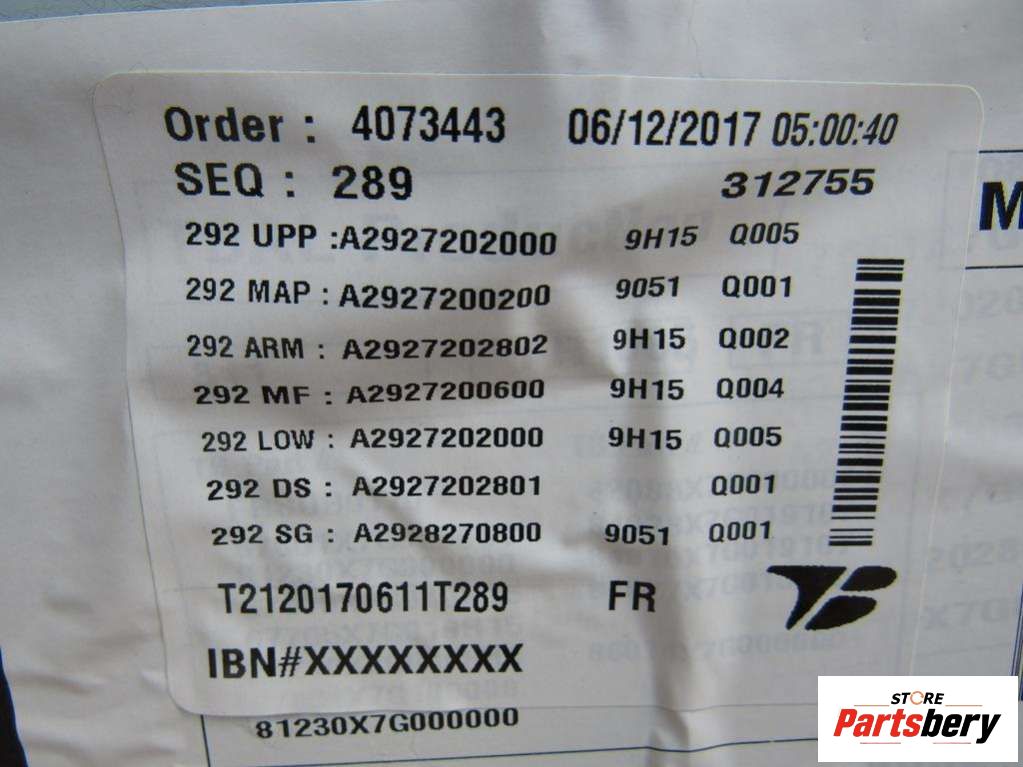 Order : 4073443 06/12/2017 05:00:40
SEQ : 289 312755
292 UPP :A2927202000 9H15 Q005
292 MAP : A2927200200 9051 Q001
292 ARM : A2927202802 9H15 Q002
292 MF : A2927200600 9H15 Q004
292 LOW : A2927202000 9H15 Q005
292 DS : A2927202801 Q001
292 SG : A2928270800 9051 Q001
T2120170611T289 FR
IBN#XXXXXXXX
81230X7G000000
M
STORE
Partsbery